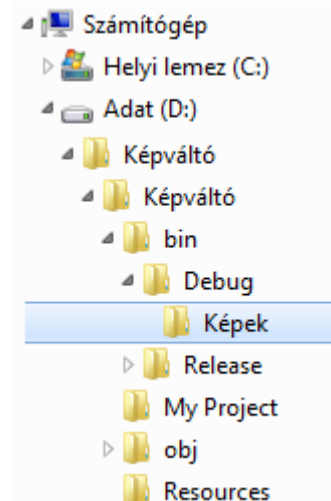 Számítógép
Helyi lemez (C:)
Adat (D:)
Képváltó
Képváltó
bin
Debug
Képek
Release
My Project
obj
Resources